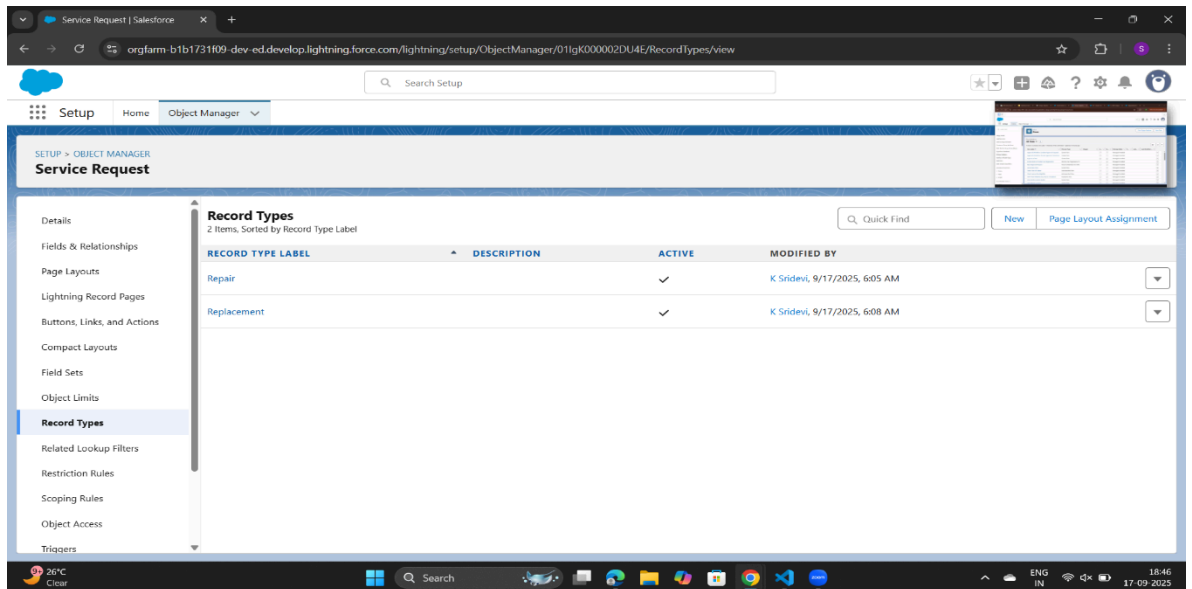 Service Request | Salesforce
orgfarm-b1b1731f09-dev-ed.develop.lightning.force.com/lightning/setup/ObjectManager/01IgK000002DU4E/RecordTypes/view
S
Search Setup
Setup Home Object Manager
SETUP > OBJECT MANAGER
Service Request
Details
Fields & Relationships
Page Layouts
Lightning Record Pages
Buttons, Links, and Actions
Compact Layouts
Field Sets
Object Limits
Record Types
Related Lookup Filters
Restriction Rules
Scoping Rules
Object Access
Triggers
Record Types
2 Items, Sorted by Record Type Label
Quick Find New Page Layout Assignment
RECORD TYPE LABEL DESCRIPTION ACTIVE MODIFIED BY
Repair K Sridevi, 9/17/2025, 6:05 AM
Replacement K Sridevi, 9/17/2025, 6:08 AM
9+ 26°C
Clear
Search
zoom
ENG
IN
18:46
17-09-2025